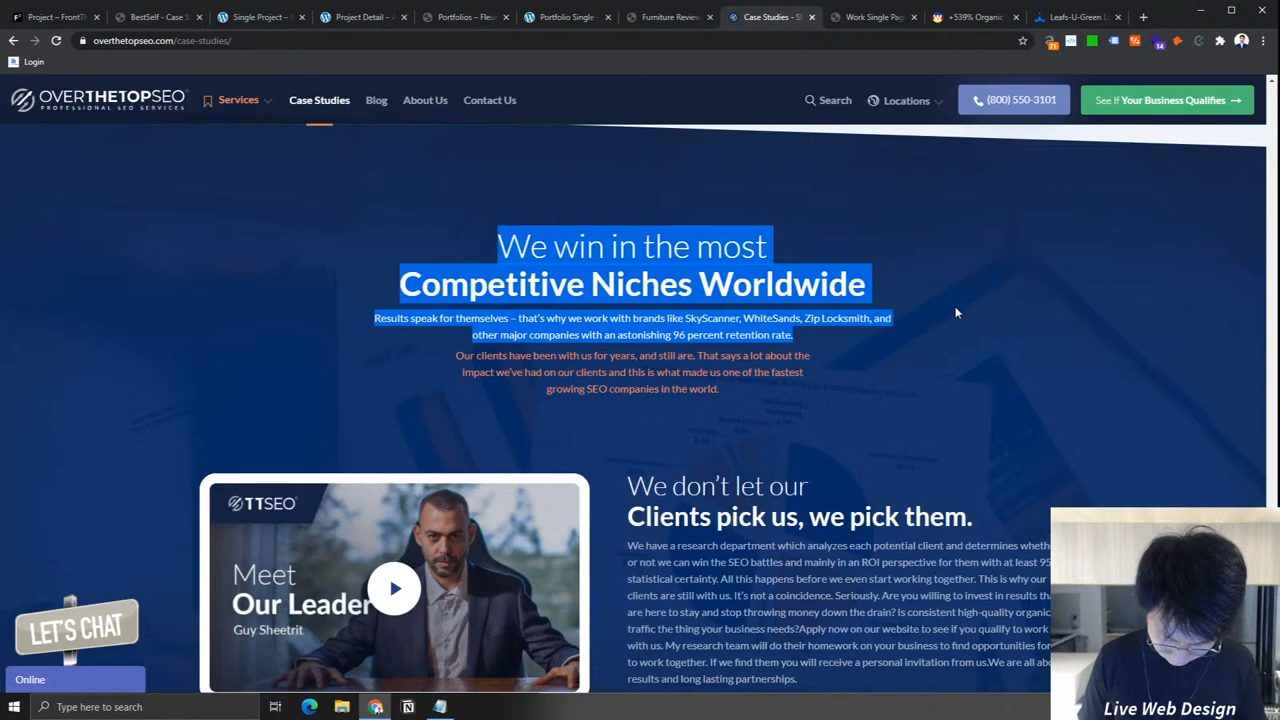 Project – FrontTh
BestSelf - Case S
Single Project –
Project Detail – A
Portfolios – Fleur
Portfolio Single –
Furniture Review
Case Studies - S
Work Single Page
+539% Organic
Leafs-U-Green L
overthetopseo.com/case-studies/
21
14
Login
OVERTHETOPSEO
PROFESSIONAL SEO SERVICES
Services
Case Studies
Blog
About Us
Contact Us
Search
Locations
(800) 550-3101
See If Your Business Qualifies →
We win in the most
Competitive Niches Worldwide
Results speak for themselves – that's why we work with brands like SkyScanner, WhiteSands, Zip Locksmith, and
other major companies with an astonishing 96 percent retention rate.
Our clients have been with us for years, and still are. That says a lot about the
impact we've had on our clients and this is what made us one of the fastest
growing SEO companies in the world.
TTSEO
Meet
Our Leader
Guy Sheetrit
We don't let our
Clients pick us, we pick them.
We have a research department which analyzes each potential client and determines whethe
or not we can win the SEO battles and mainly in an ROI perspective for them with at least 95
statistical certainty. All this happens before we even start working together. This is why our
clients are still with us. It's not a coincidence. Seriously. Are you willing to invest in results tha
are here to stay and stop throwing money down the drain? Is consistent high-quality organic
traffic the thing your business needs?Apply now on our website to see if you qualify to work
with us. My research team will do their homework on your business to find opportunities for
to work together. If we find them you will receive a personal invitation from us.We are all abo
results and long lasting partnerships.
LET'S CHAT
Online
Type here to search
Live Web Design